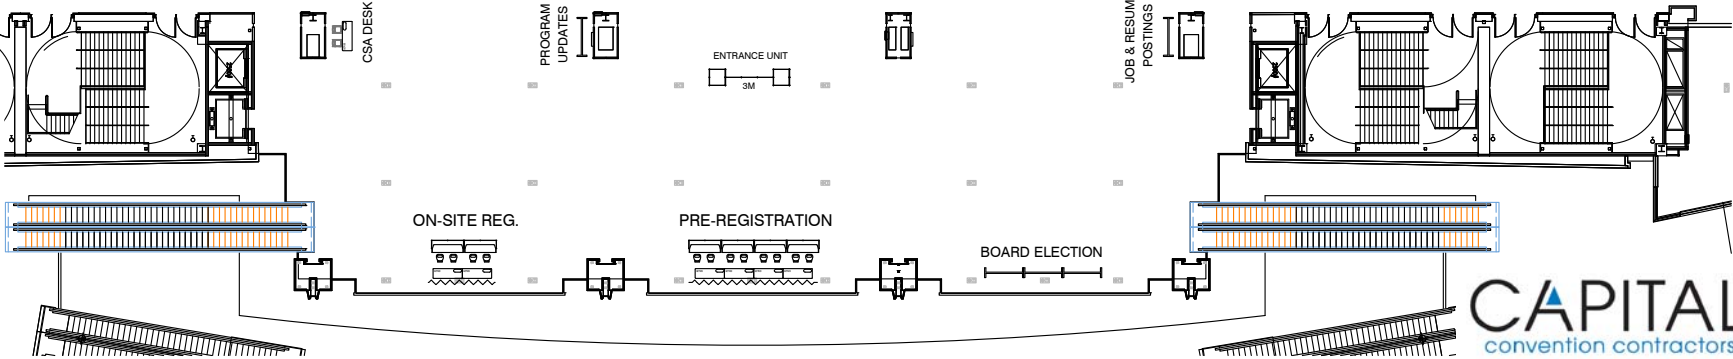 CSA DESK
PROGRAM
UPDATES
ENTRANCE UNIT
3M
JOB & RESUM
POSTINGS
ON-SITE REG.
PRE-REGISTRATION
BOARD ELECTION
CAPITAL
convention contractors